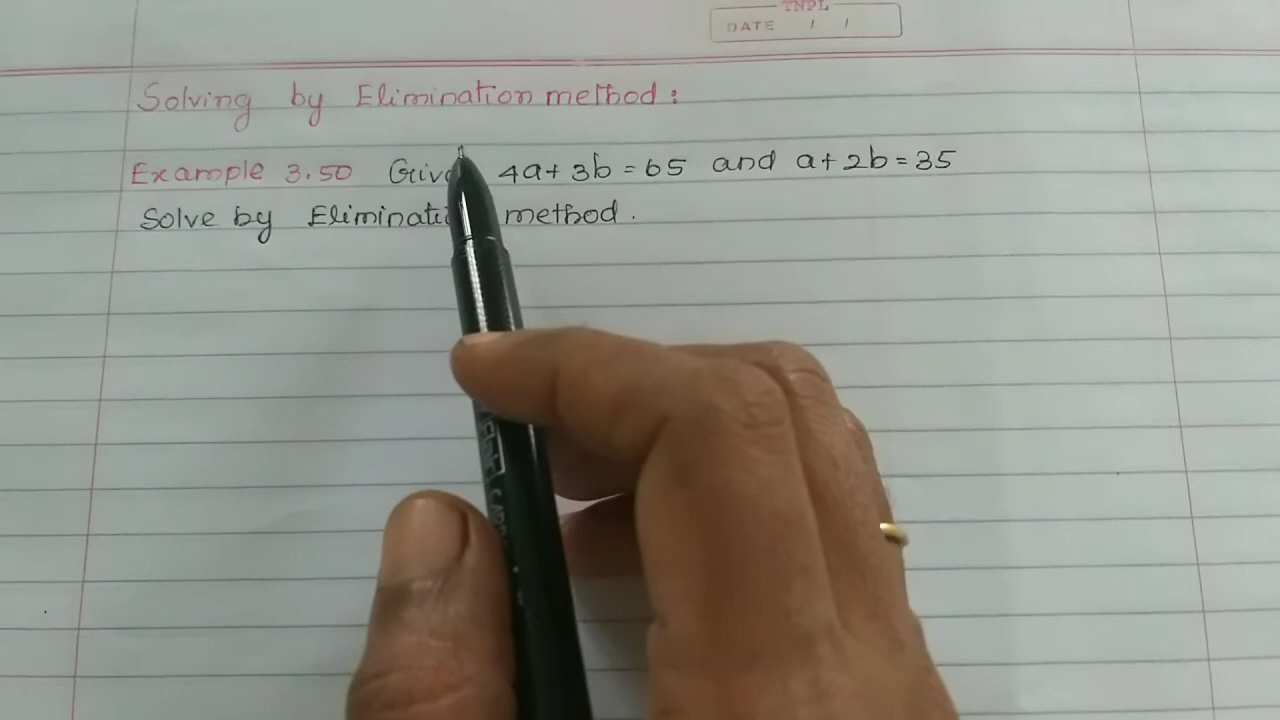 TNPL
DATE / /
Solving by Elimination method:
Example 3.50 4a+3b=65 and a+2b=35
Solve by method.